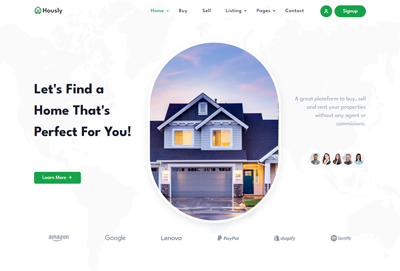 Hously
Home Buy Sell Listing Pages Contact
Signup
Let's Find a
Home That's
Perfect For You!
A great plateform to buy, sell
and rent your properties
without any agent or
commisions.
Learn More
amazon
Google
Lenovo
PayPal
shopify
Spotify